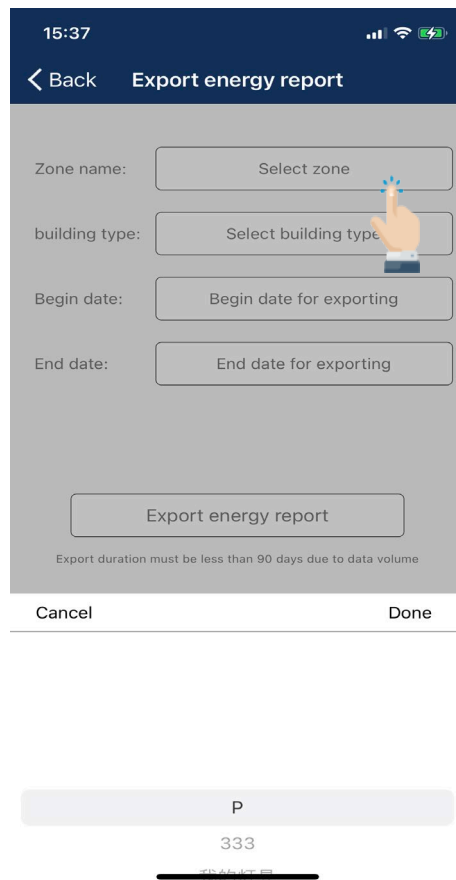 15:37
Back Export energy report
Zone name: Select zone
building type: Select building type
Begin date: Begin date for exporting
End date: End date for exporting
Export energy report
Export duration must be less than 90 days due to data volume
Cancel Done
P
333